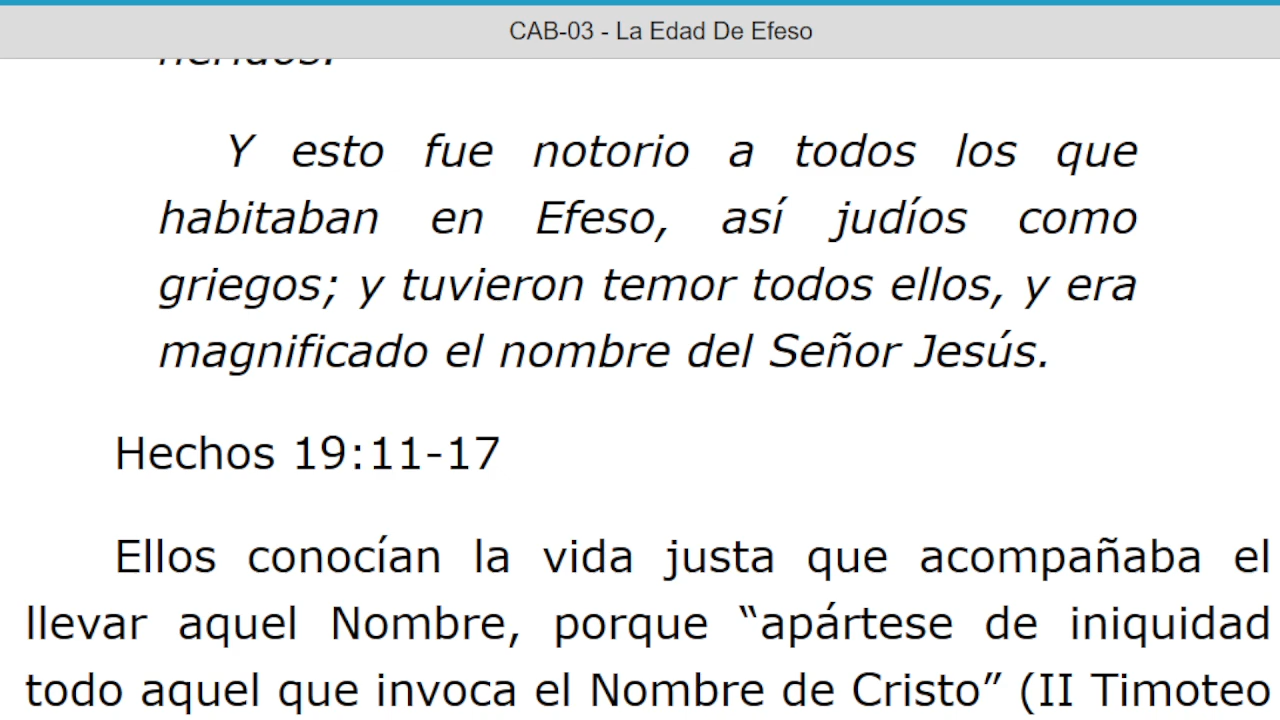 CAB-03 - La Edad De Efeso
Y esto fue notorio a todos los que
habitaban en Efeso, así judíos como
griegos; y tuvieron temor todos ellos, y era
magnificado el nombre del Señor Jesús.
Hechos 19:11-17
Ellos conocían la vida justa que acompañaba el
llevar aquel Nombre, porque “apártese de iniquidad
todo aquel que invoca el Nombre de Cristo” (II Timoteo